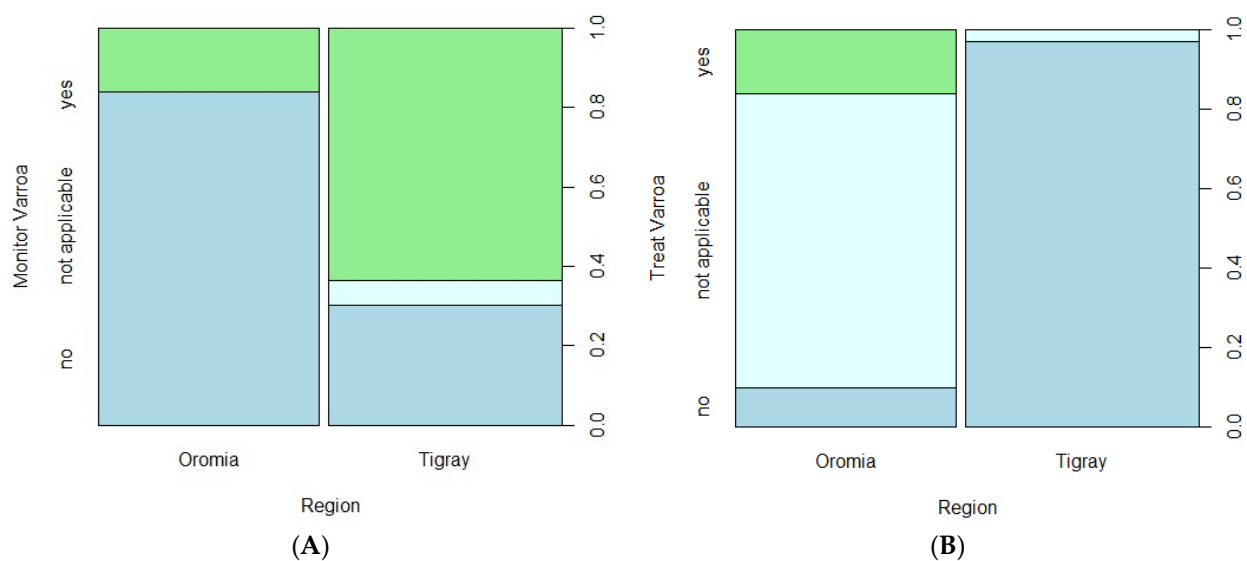 Monitor Varroa
yes
not applicable
no
1.0
0.8
0.6
0.4
0.2
0.0
Oromia
Tigray
Region
(A)
Treat Varroa
yes
not applicable
no
1.0
0.8
0.6
0.4
0.2
0.0
Oromia
Tigray
Region
(B)